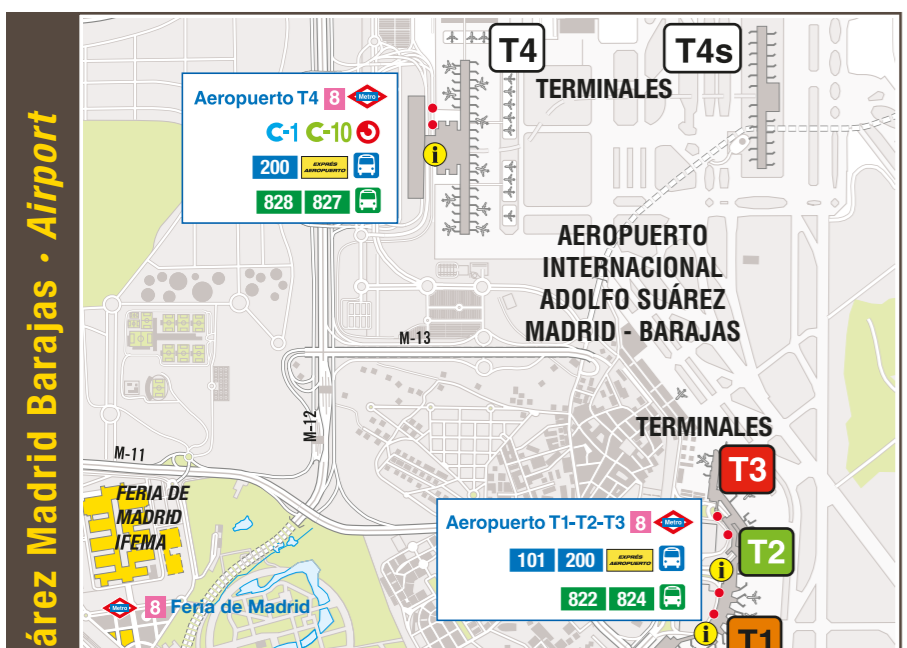 árez Madrid Barajas • Airport
T4
T4s
TERMINALES
Aeropuerto T4 8 Metro
C-1 C-10
200 EXPRÉS AEROPUERTO
828 827
i
AEROPUERTO
INTERNACIONAL
ADOLFO SUÁREZ
MADRID - BARAJAS
M-13
M-12
M-11
TERMINALES
T3
FERIA DE
MADRID
IFEMA
Aeropuerto T1-T2-T3 8 Metro
101 200 EXPRÉS AEROPUERTO
822 824
T2
i
Metro 8 Feria de Madrid
i
T1